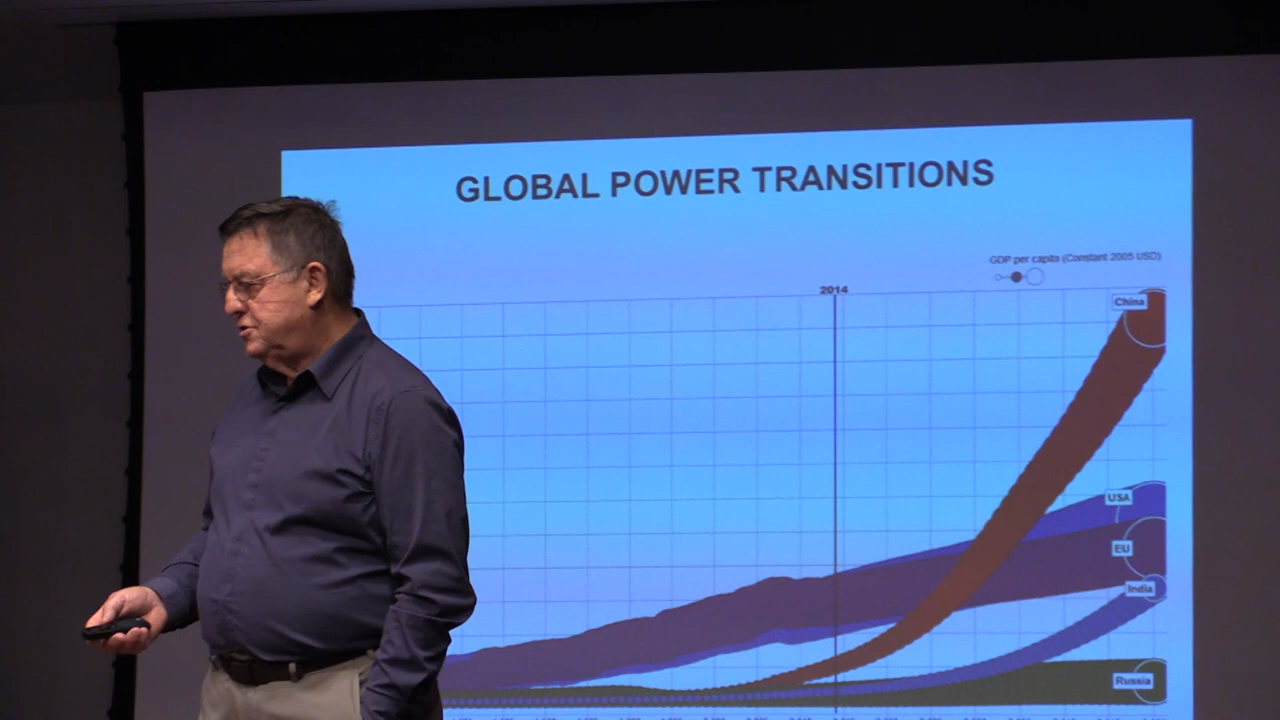 GLOBAL POWER TRANSITIONS
GDP per capita (Constant 2005 USD)
2014
China
USA
EU
India
Russia